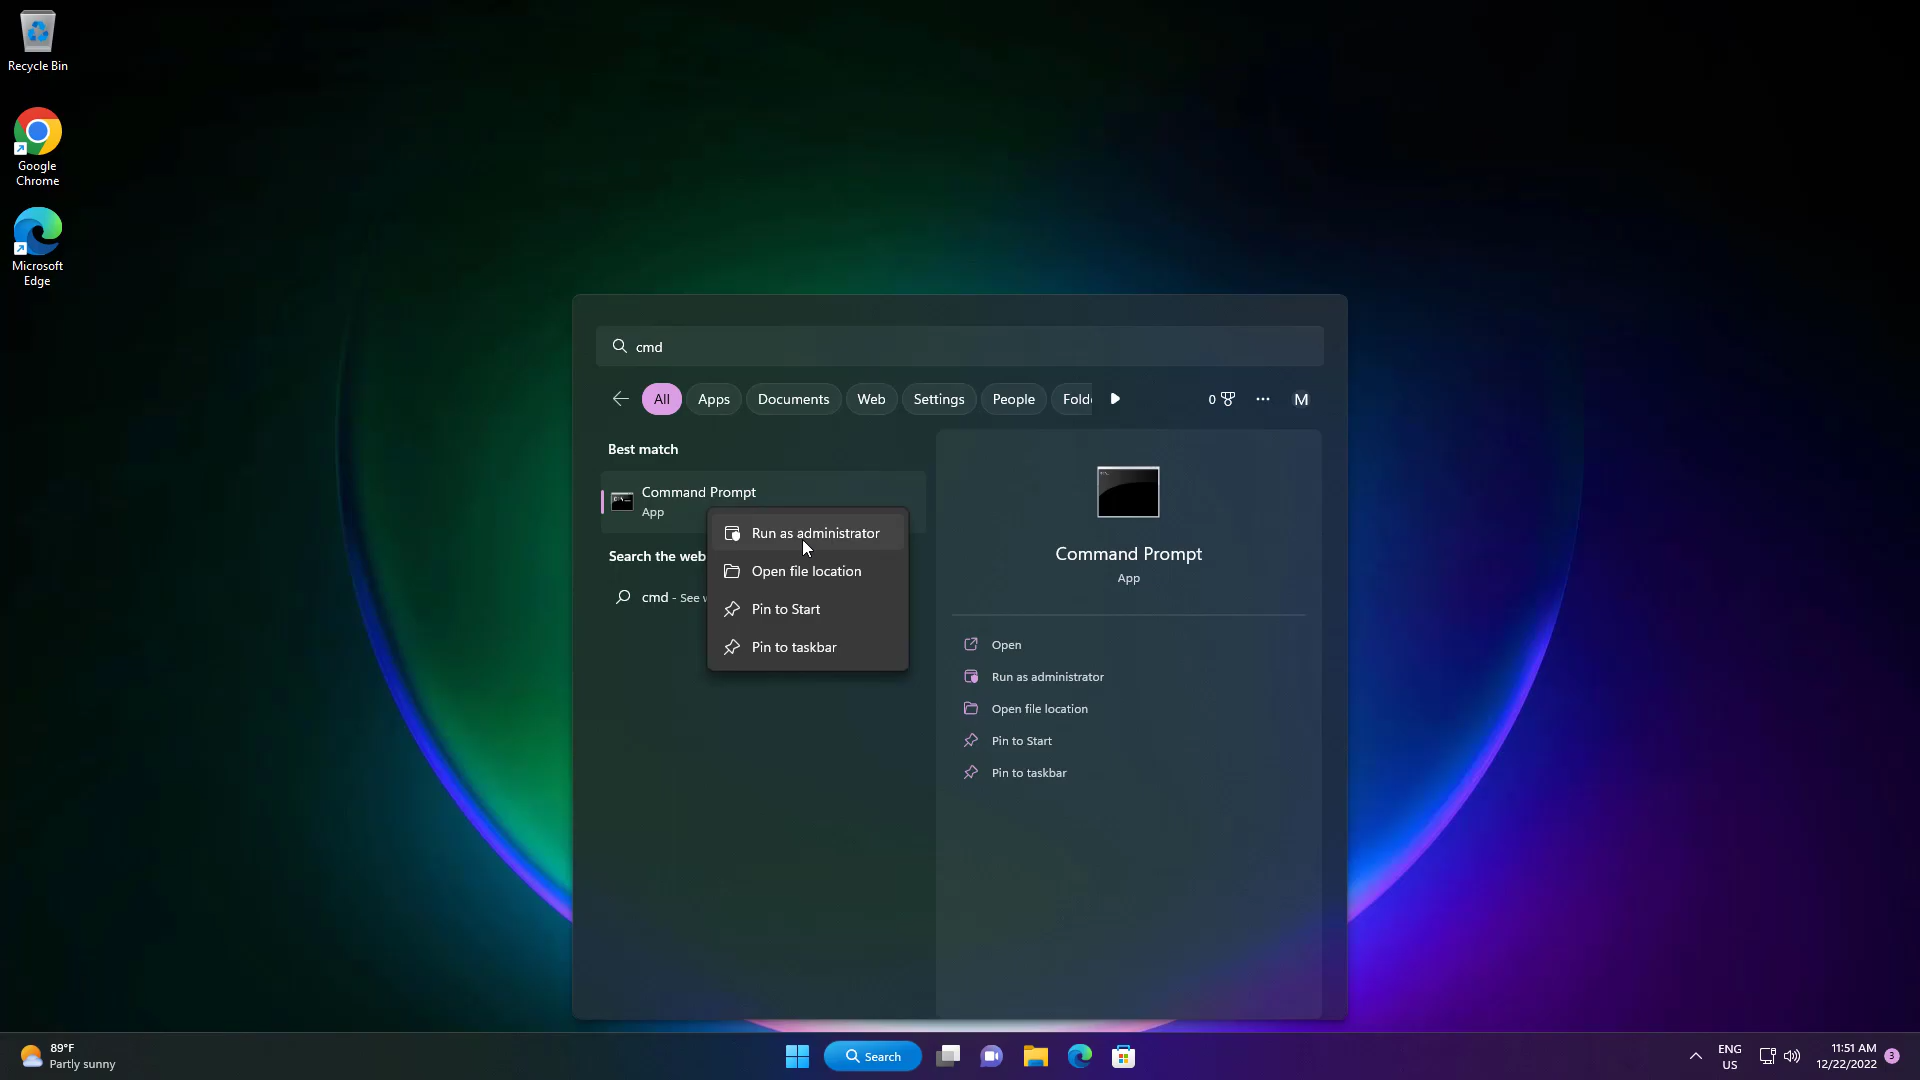 Recycle Bin
Google
Chrome
Microsoft
Edge
cmd
All
Apps
Documents
Web
Settings
People
Fold
0
M
Best match
Command Prompt
App
Search the web
cmd - See w
Run as administrator
Open file location
Pin to Start
Pin to taskbar
Command Prompt
App
Open
Run as administrator
Open file location
Pin to Start
Pin to taskbar
89°F
Partly sunny
Search
ENG
US
11:51 AM
12/22/2022
3